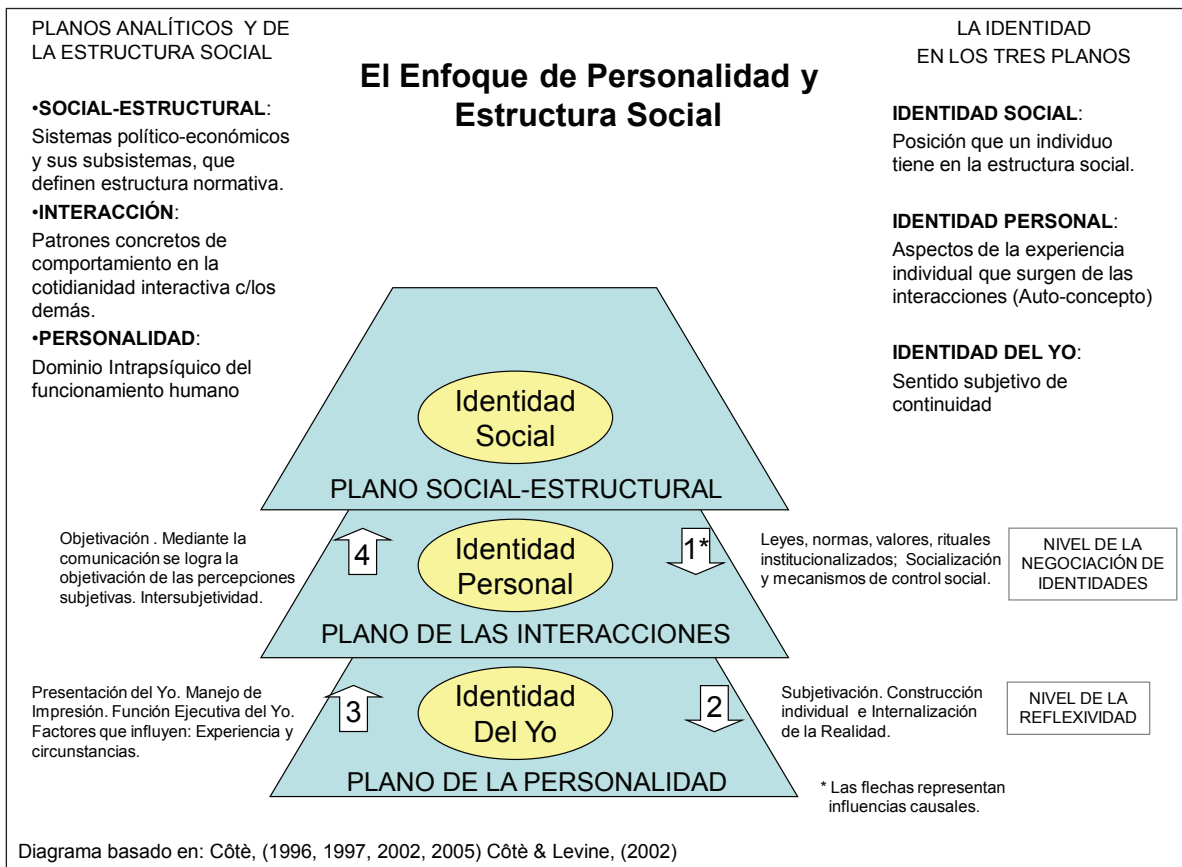 PLANOS ANALÍTICOS Y DE
LA ESTRUCTURA SOCIAL
•SOCIAL-ESTRUCTURAL:
Sistemas político-económicos
y sus subsistemas, que
definen estructura normativa.
•INTERACCIÓN:
Patrones concretos de
comportamiento en la
cotidianidad interactiva c/los
demás.
•PERSONALIDAD:
Dominio Intrapsíquico del
funcionamiento humano
El Enfoque de Personalidad y
Estructura Social
LA IDENTIDAD
EN LOS TRES PLANOS
IDENTIDAD SOCIAL:
Posición que un individuo
tiene en la estructura social.
IDENTIDAD PERSONAL:
Aspectos de la experiencia
individual que surgen de las
interacciones (Auto-concepto)
IDENTIDAD DEL YO:
Sentido subjetivo de
continuidad
Identidad
Social
PLANO SOCIAL-ESTRUCTURAL
Objetivación . Mediante la
comunicación se logra la
objetivación de las percepciones
subjetivas. Intersubjetividad.
4
Identidad
Personal
1*
PLANO DE LAS INTERACCIONES
Leyes, normas, valores, rituales
institucionalizados; Socialización
y mecanismos de control social.
NIVEL DE LA
NEGOCIACIÓN DE
IDENTIDADES
Presentación del Yo. Manejo de
Impresión. Función Ejecutiva del Yo.
Factores que influyen: Experiencia y
circunstancias.
3
Identidad
Del Yo
2
PLANO DE LA PERSONALIDAD
Subjetivación. Construcción
individual e Internalización
de la Realidad.
NIVEL DE LA
REFLEXIVIDAD
* Las flechas representan
influencias causales.
Diagrama basado en: Côtè, (1996, 1997, 2002, 2005) Côtè & Levine, (2002)